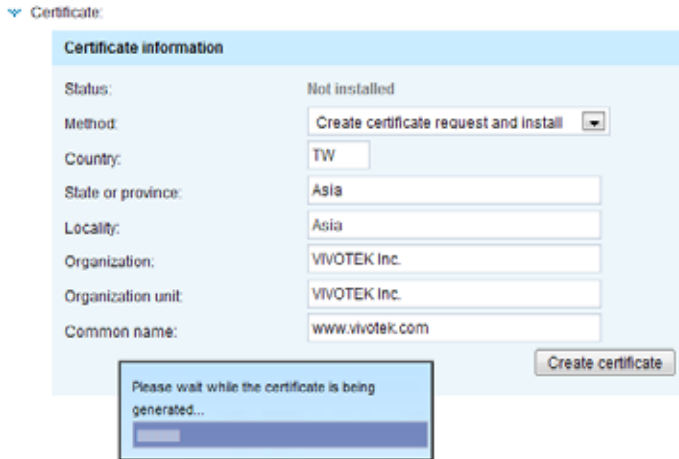 Certificate:
Certificate information
Status: Not installed
Method: Create certificate request and install
Country: TW
State or province: Asia
Locality: Asia
Organization: VIVOTEK Inc.
Organization unit: VIVOTEK Inc.
Common name: www.vivotek.com
Create certificate
Please wait while the certificate is being
generated...